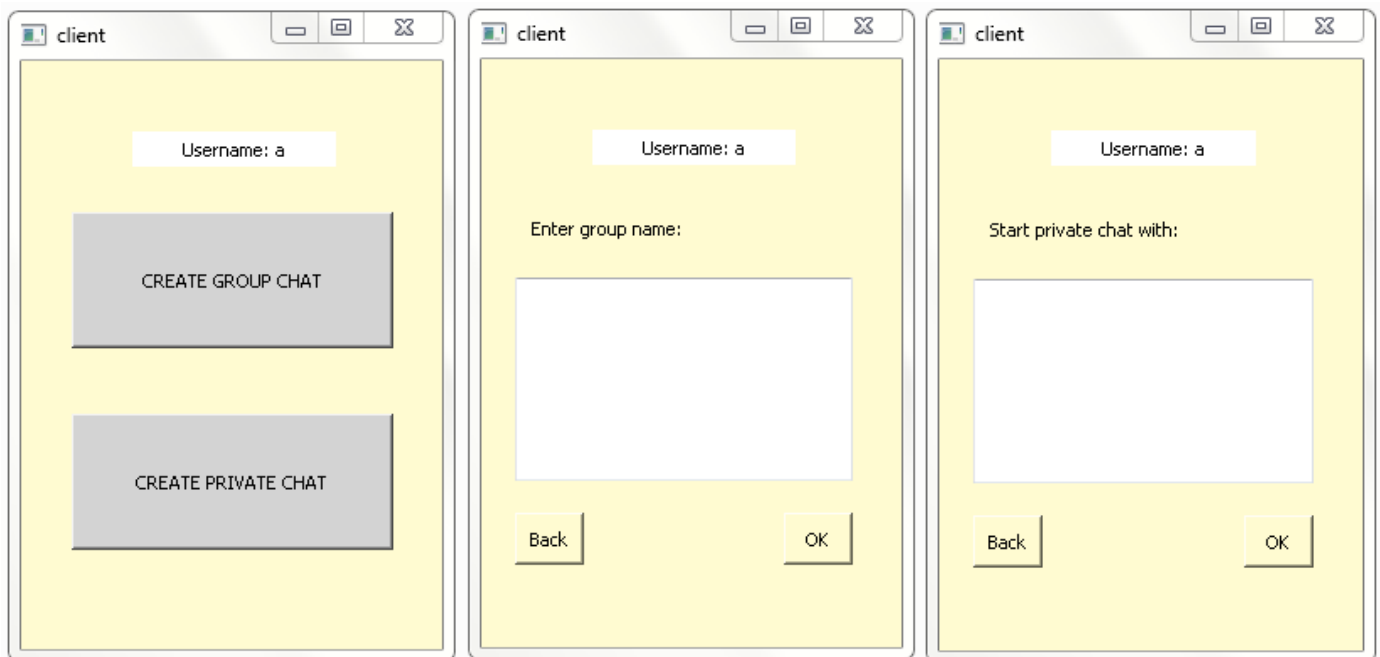 client
Username: a
CREATE GROUP CHAT
CREATE PRIVATE CHAT
client
Username: a
Enter group name:
Back
OK
client
Username: a
Start private chat with:
Back
OK